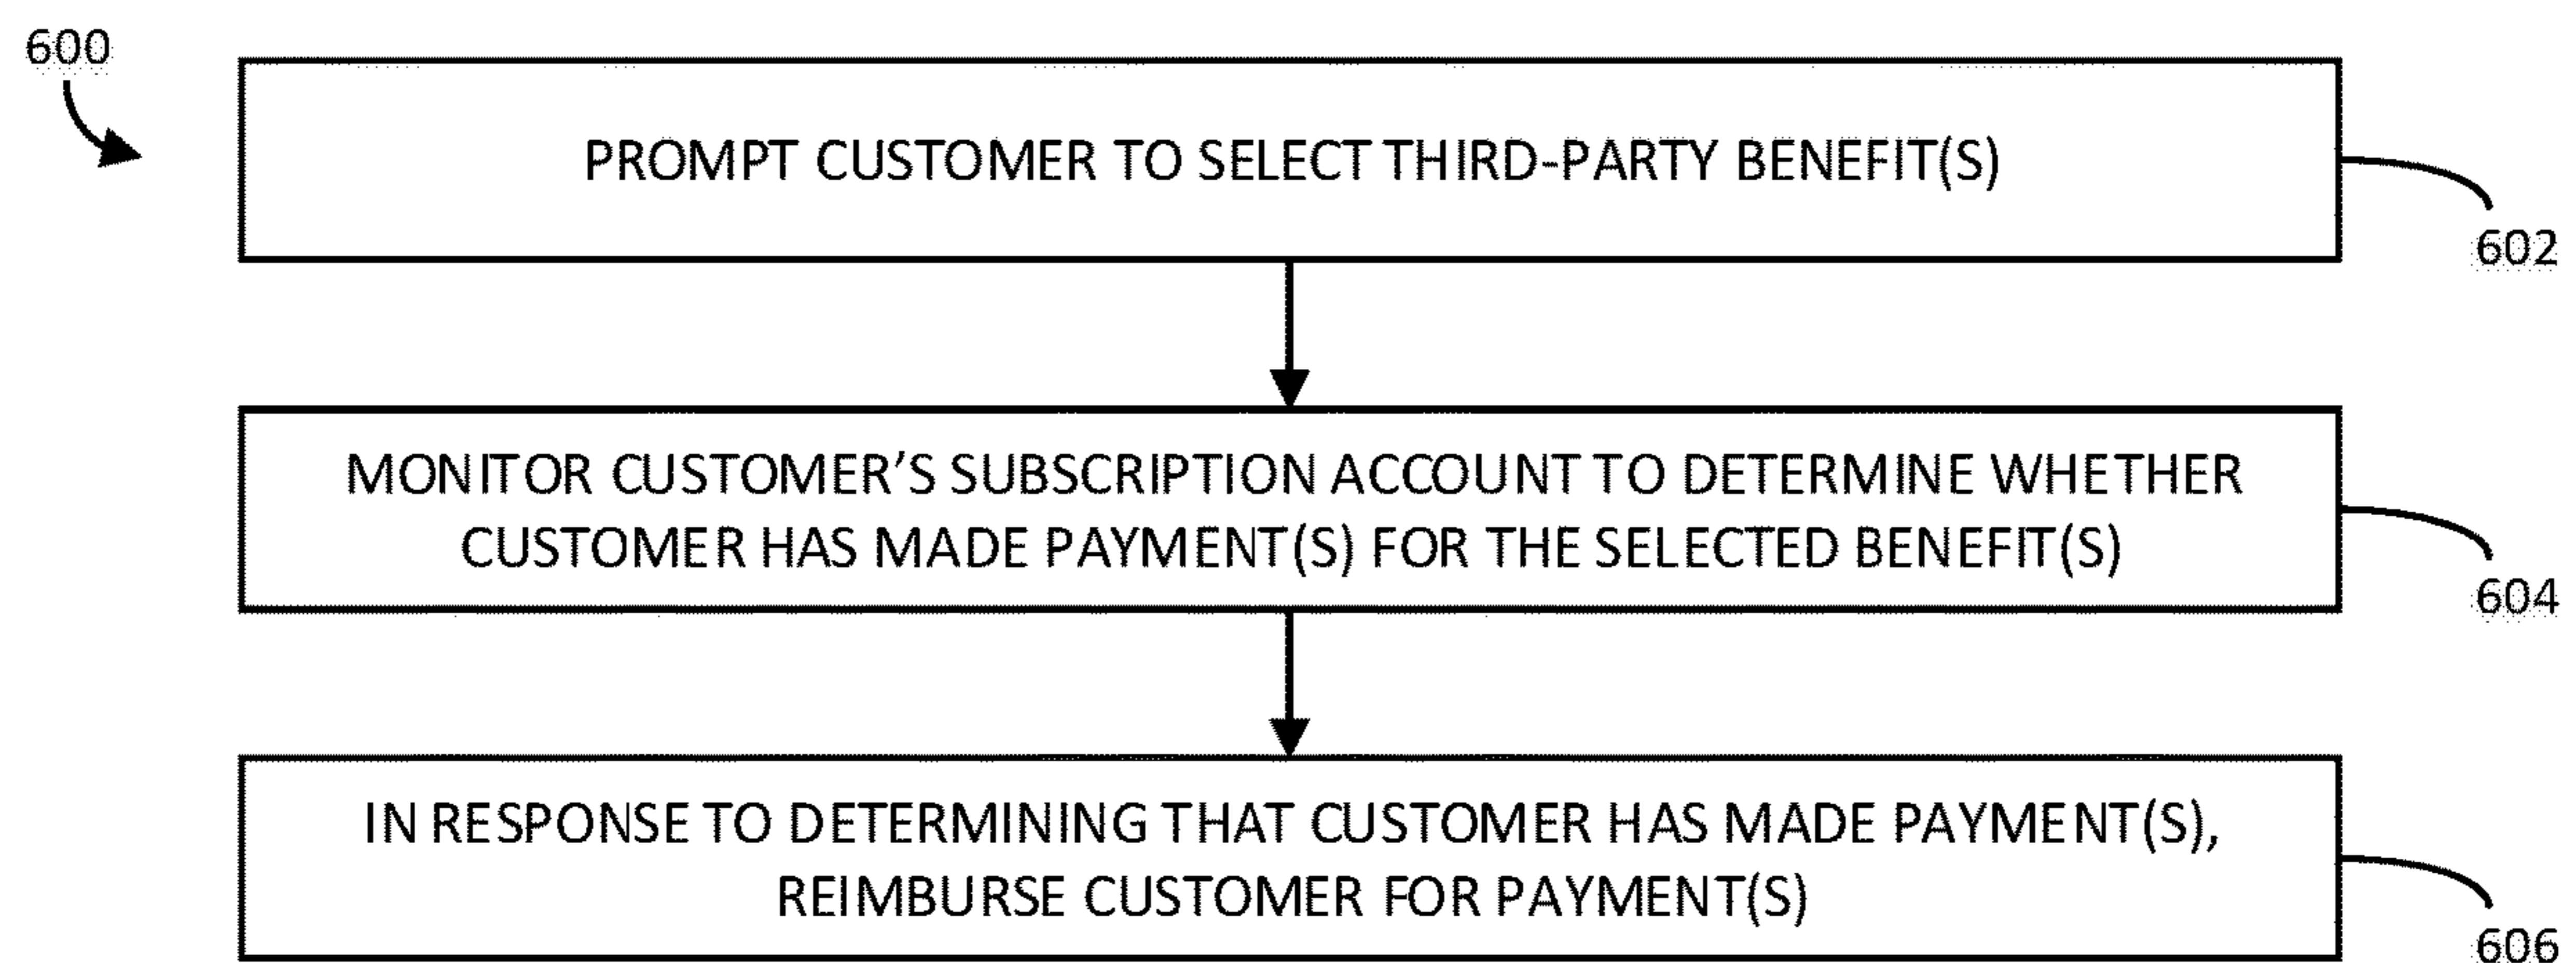 600
PROMPT CUSTOMER TO SELECT THIRD-PARTY BENEFIT(S)
602
MONITOR CUSTOMER’S SUBSCRIPTION ACCOUNT TO DETERMINE WHETHER
CUSTOMER HAS MADE PAYMENT(S) FOR THE SELECTED BENEFIT(S)
604
IN RESPONSE TO DETERMINING THAT CUSTOMER HAS MADE PAYMENT(S),
REIMBURSE CUSTOMER FOR PAYMENT(S)
606